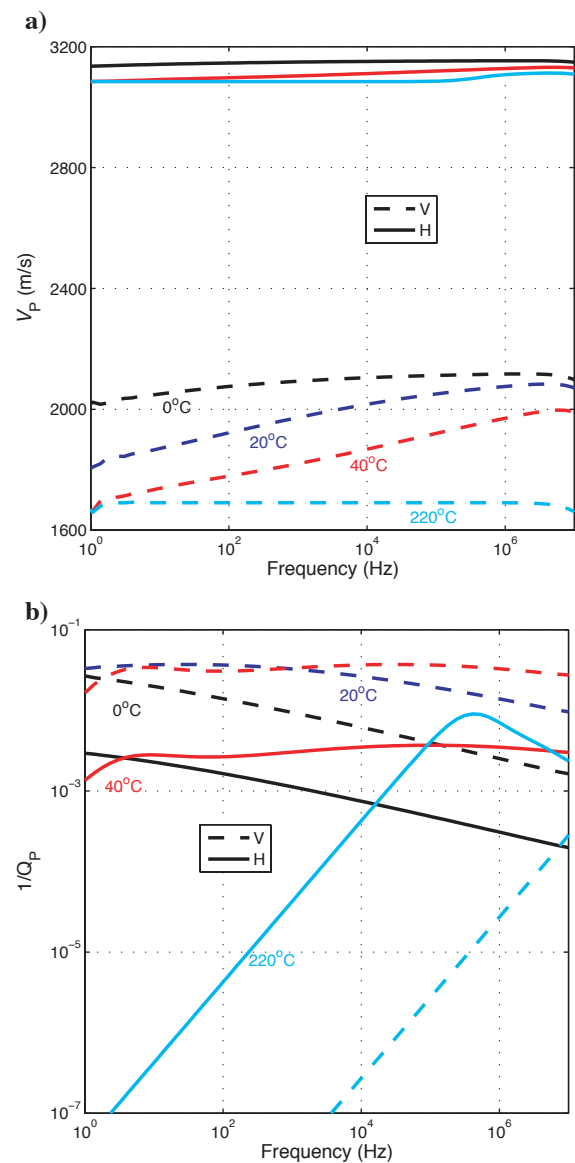 a)
3200
2800
2400
2000
1600
V_P (m/s)
V
H
0°C
20°C
40°C
220°C
10^0
10^2
10^4
10^6
Frequency (Hz)
b)
10^-1
10^-3
10^-5
10^-7
1/Q_P
20°C
0°C
40°C
V
H
220°C
10^0
10^2
10^4
10^6
Frequency (Hz)